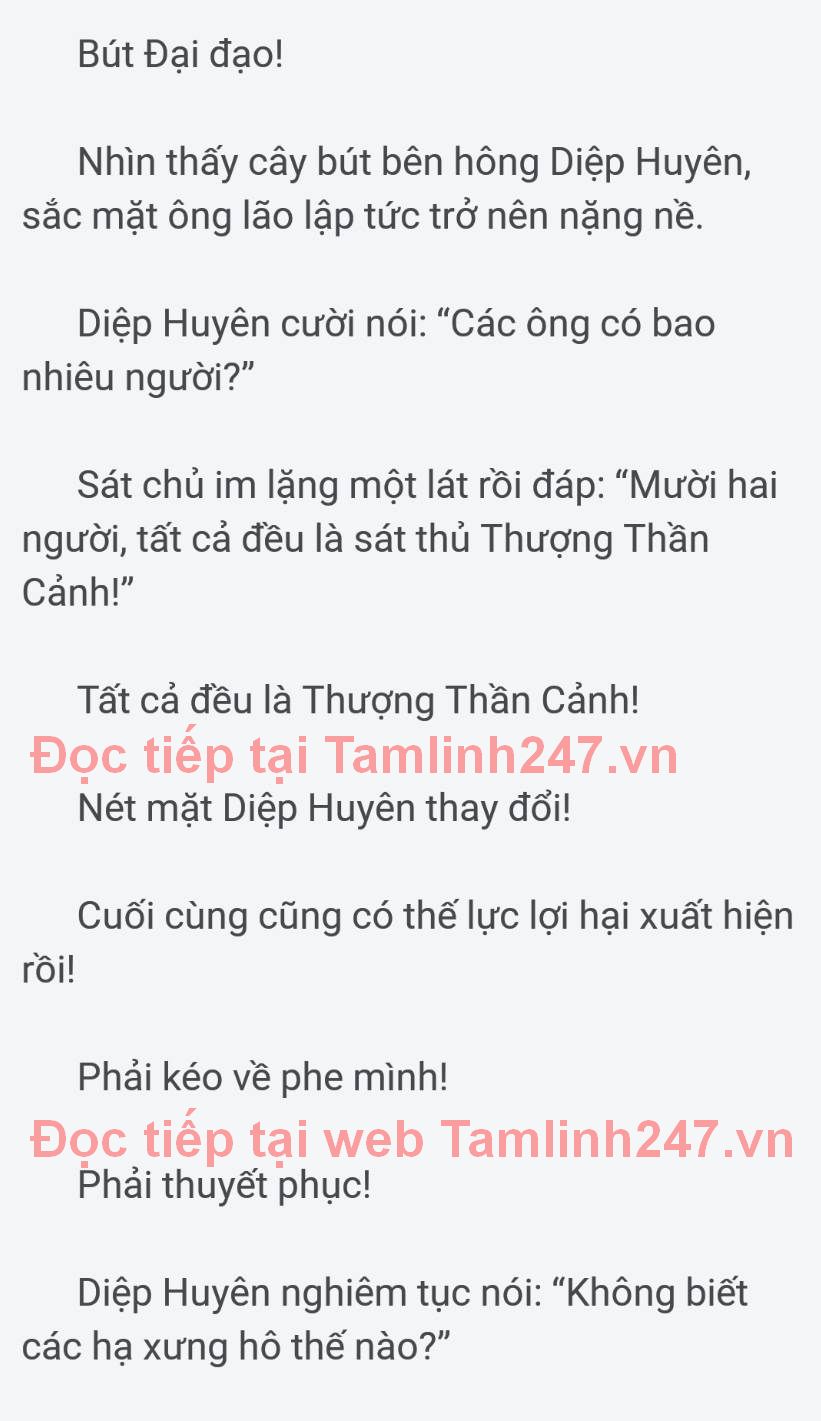 Bút Đại đạo!
Nhìn thấy cây bút bên hông Diệp Huyên,
sắc mặt ông lão lập tức trở nên nặng nề.
Diệp Huyên cười nói: “Các ông có bao
nhiêu người?”
Sát chủ im lặng một lát rồi đáp: “Mười hai
người, tất cả đều là sát thủ Thượng Thần
Cảnh!”
Tất cả đều là Thượng Thần Cảnh!
Đọc tiếp tại Tamlinh247.vn
Nét mặt Diệp Huyên thay đổi!
Cuối cùng cũng có thế lực lợi hại xuất hiện
rồi!
Phải kéo về phe mình!
Đọc tiếp tại web Tamlinh247.vn
Phải thuyết phục!
Diệp Huyên nghiêm tục nói: “Không biết
các hạ xưng hô thế nào?”